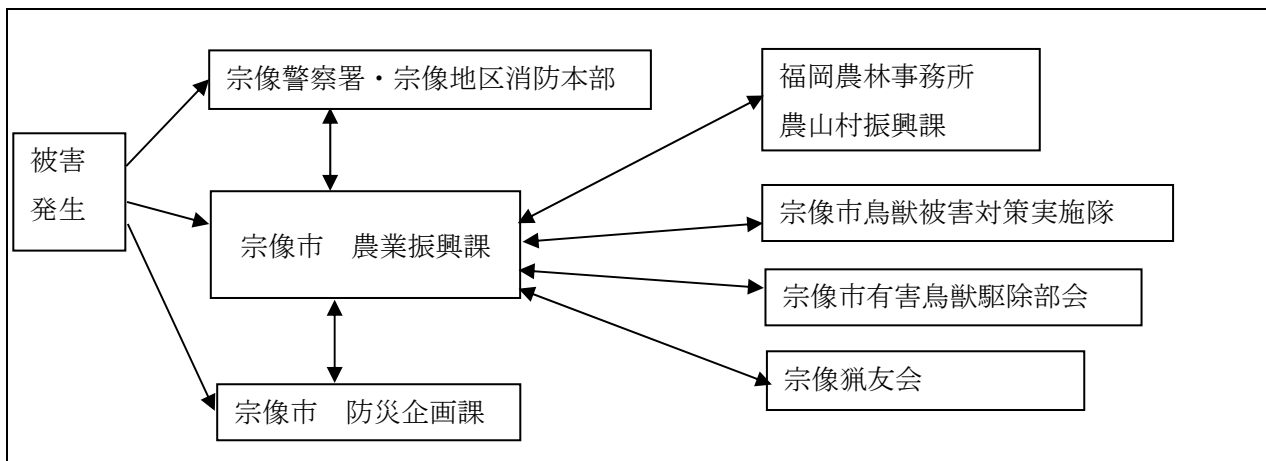 宗像警察署・宗像地区消防本部
福岡農林事務所
農山村振興課
被害
発生
宗像市鳥獣被害対策実施隊
宗像市　農業振興課
宗像市有害鳥獣駆除部会
宗像猟友会
宗像市　防災企画課